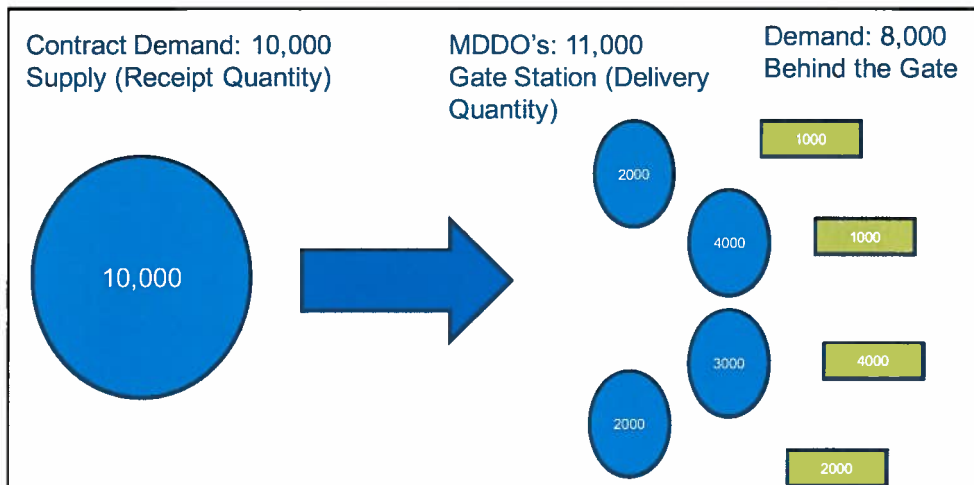 Contract Demand: 10,000
Supply (Receipt Quantity)
MDDO's: 11,000
Gate Station (Delivery
Quantity)
Demand: 8,000
Behind the Gate
10,000
2000
4000
3000
2000
1000
1000
4000
2000